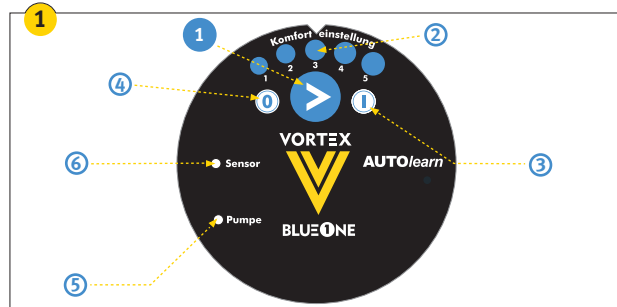 1
1
2
Komfort einstellung
1 2 3 4 5
4
0
>
I
3
VORTEX
6
Sensor
AUTOlearn
Pumpe
BLUE1NE
5